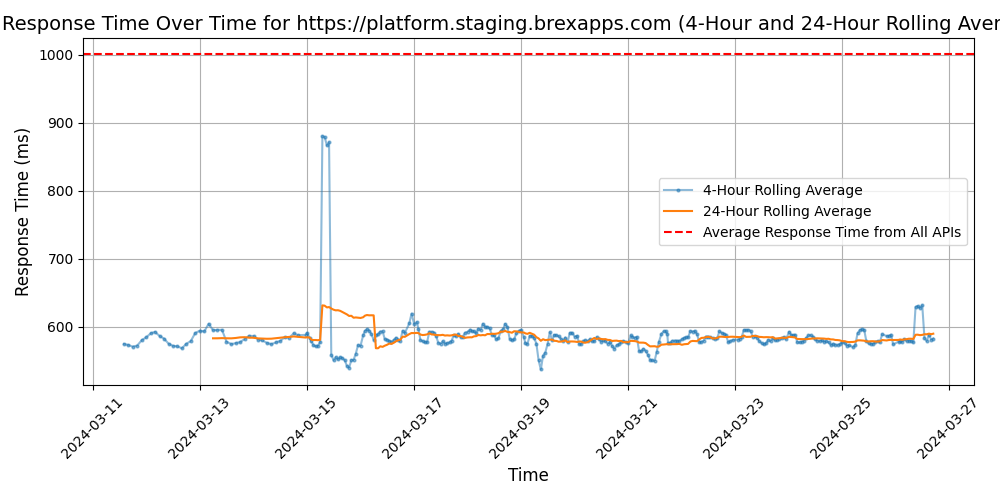 Response Time Over Time for https://platform.staging.brexapps.com (4-Hour and 24-Hour Rolling Aver
Response Time (ms)
1000
900
800
700
600
4-Hour Rolling Average
24-Hour Rolling Average
Average Response Time from All APIs
2024-03-11
2024-03-13
2024-03-15
2024-03-17
2024-03-19
2024-03-21
2024-03-23
2024-03-25
2024-03-27
Time